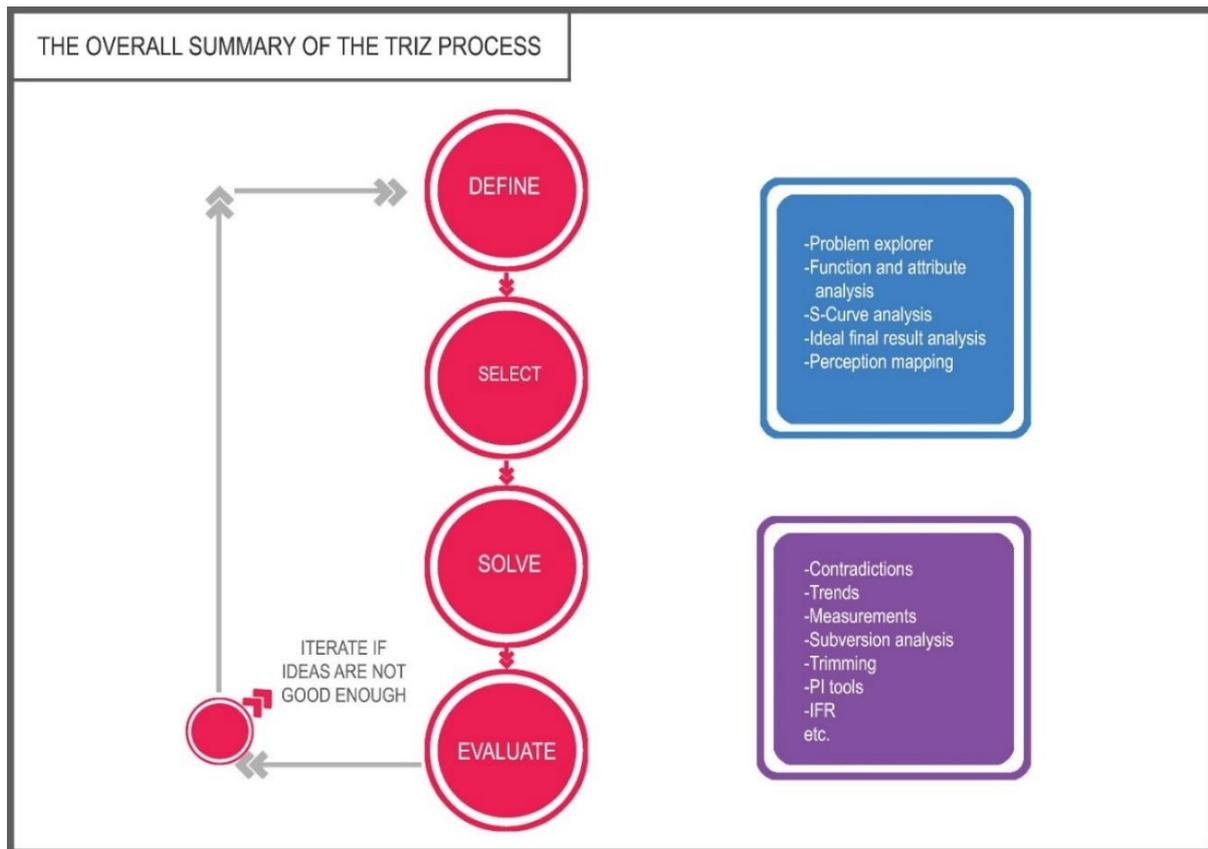 THE OVERALL SUMMARY OF THE TRIZ PROCESS
DEFINE
SELECT
SOLVE
EVALUATE
ITERATE IF
IDEAS ARE NOT
GOOD ENOUGH
-Problem explorer
-Function and attribute
analysis
-S-Curve analysis
-Ideal final result analysis
-Perception mapping
-Contradictions
-Trends
-Measurements
-Subversion analysis
-Trimming
-PI tools
-IFR
etc.